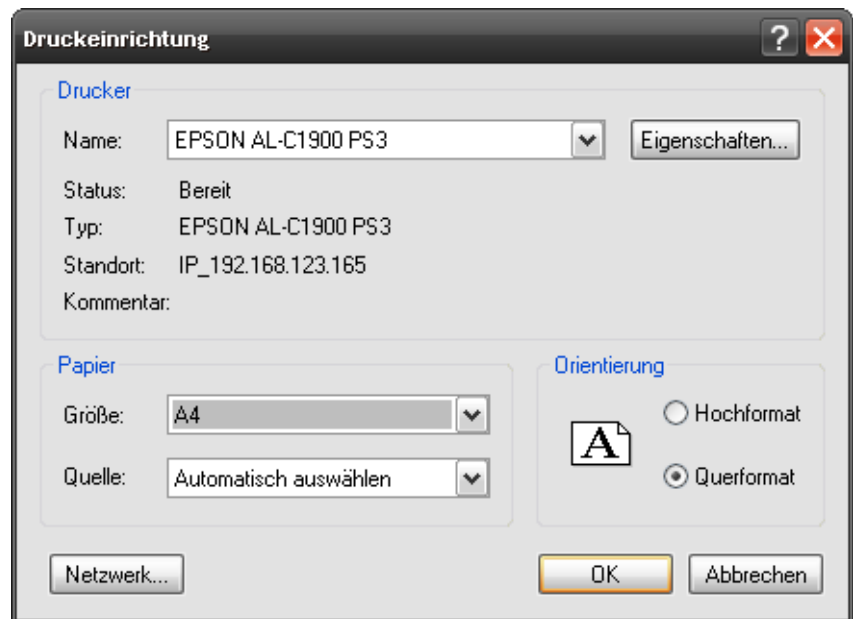 Druckeinrichtung
?
Drucker
Name: EPSON AL-C1900 PS3 Eigenschaften...
Status: Bereit
Typ: EPSON AL-C1900 PS3
Standort: IP_192.168.123.165
Kommentar:
Papier
Größe: A4
Quelle: Automatisch auswählen
Orientierung
A
Hochformat
Querformat
Netzwerk... OK Abbrechen